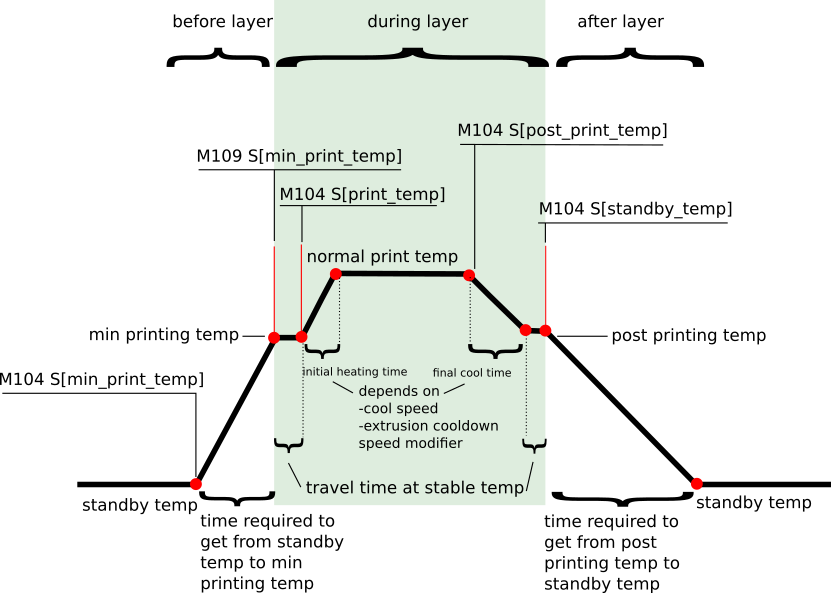 before layer
during layer
after layer
M104 S[post_print_temp]
M109 S[min_print_temp]
M104 S[print_temp]
M104 S[standby_temp]
normal print temp
min printing temp
post printing temp
initial heating time
final cool time
M104 S[min_print_temp]
depends on
-cool speed
-extrusion cooldown
speed modifier
travel time at stable temp
standby temp
standby temp
time required to
get from standby
temp to min
printing temp
time required to
get from post
printing temp to
standby temp